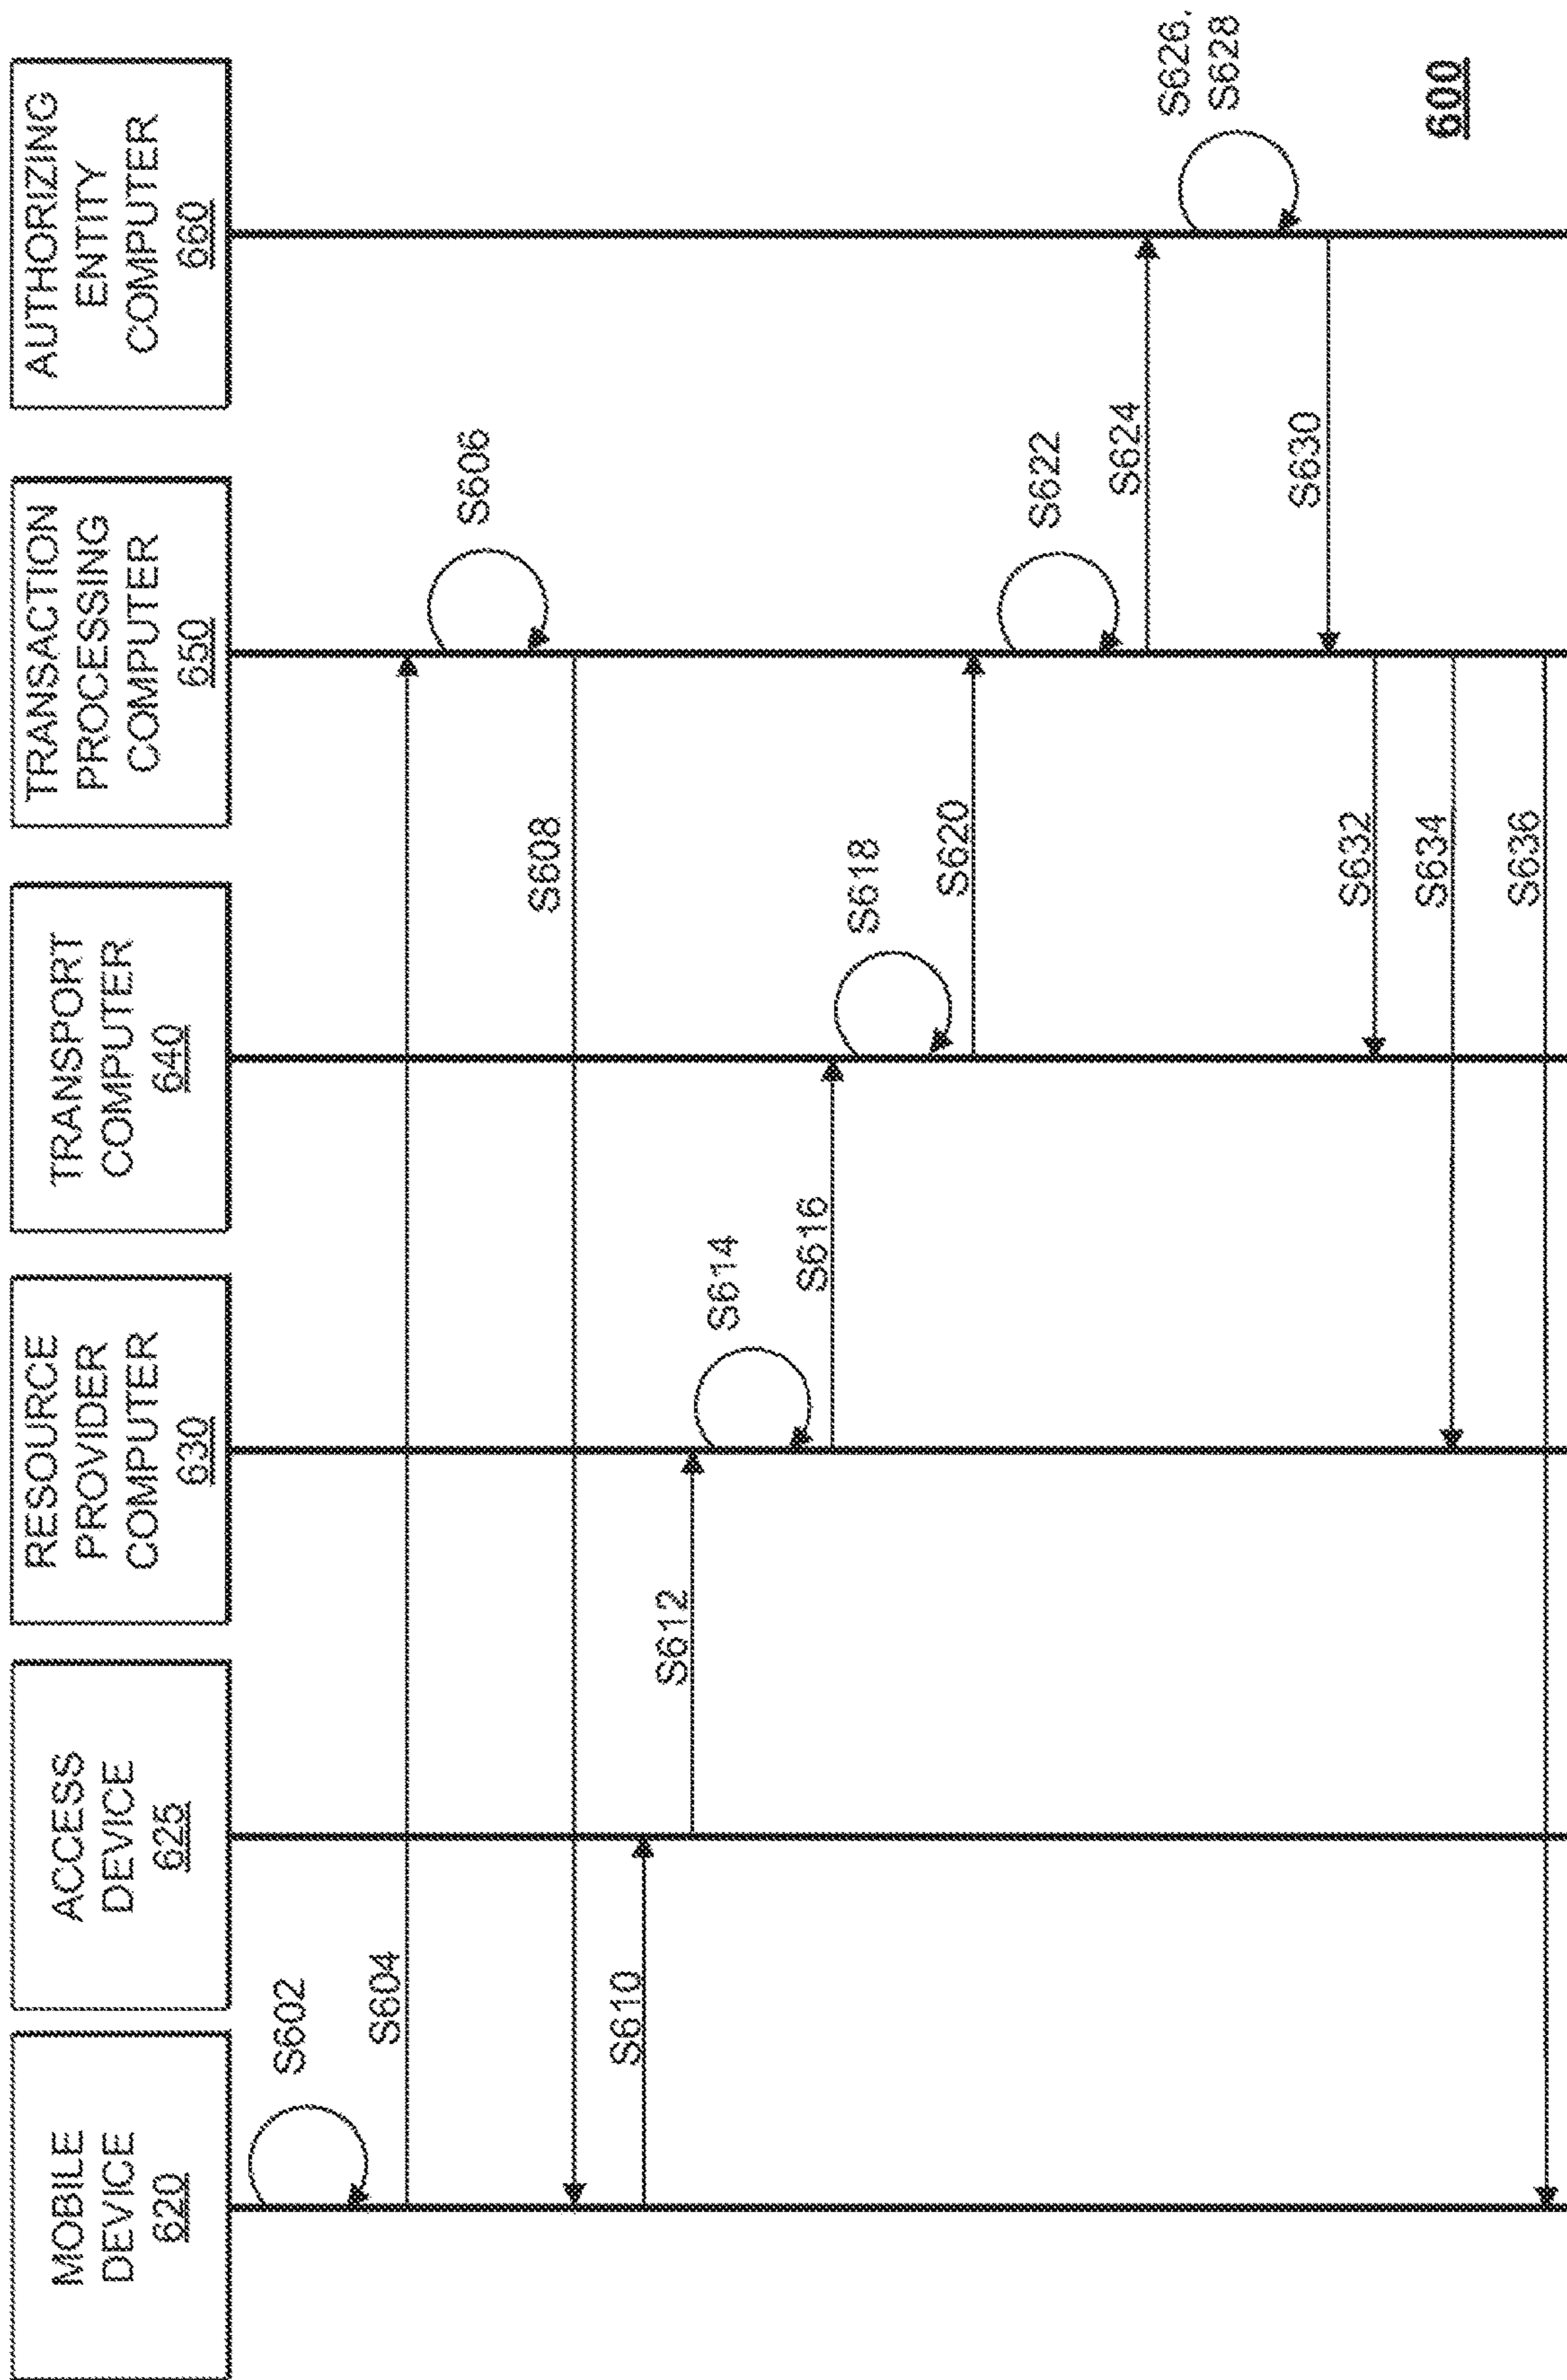 MOBILE
DEVICE
620
ACCESS
DEVICE
625
RESOURCE
PROVIDER
COMPUTER
630
TRANSPORT
COMPUTER
640
TRANSACTION
PROCESSING
COMPUTER
650
AUTHORIZING
ENTITY
COMPUTER
660
S602
S604
S606
S608
S610
S612
S614
S616
S618
S620
S622
S624
S626,
S628
S630
S632
S634
S636
600